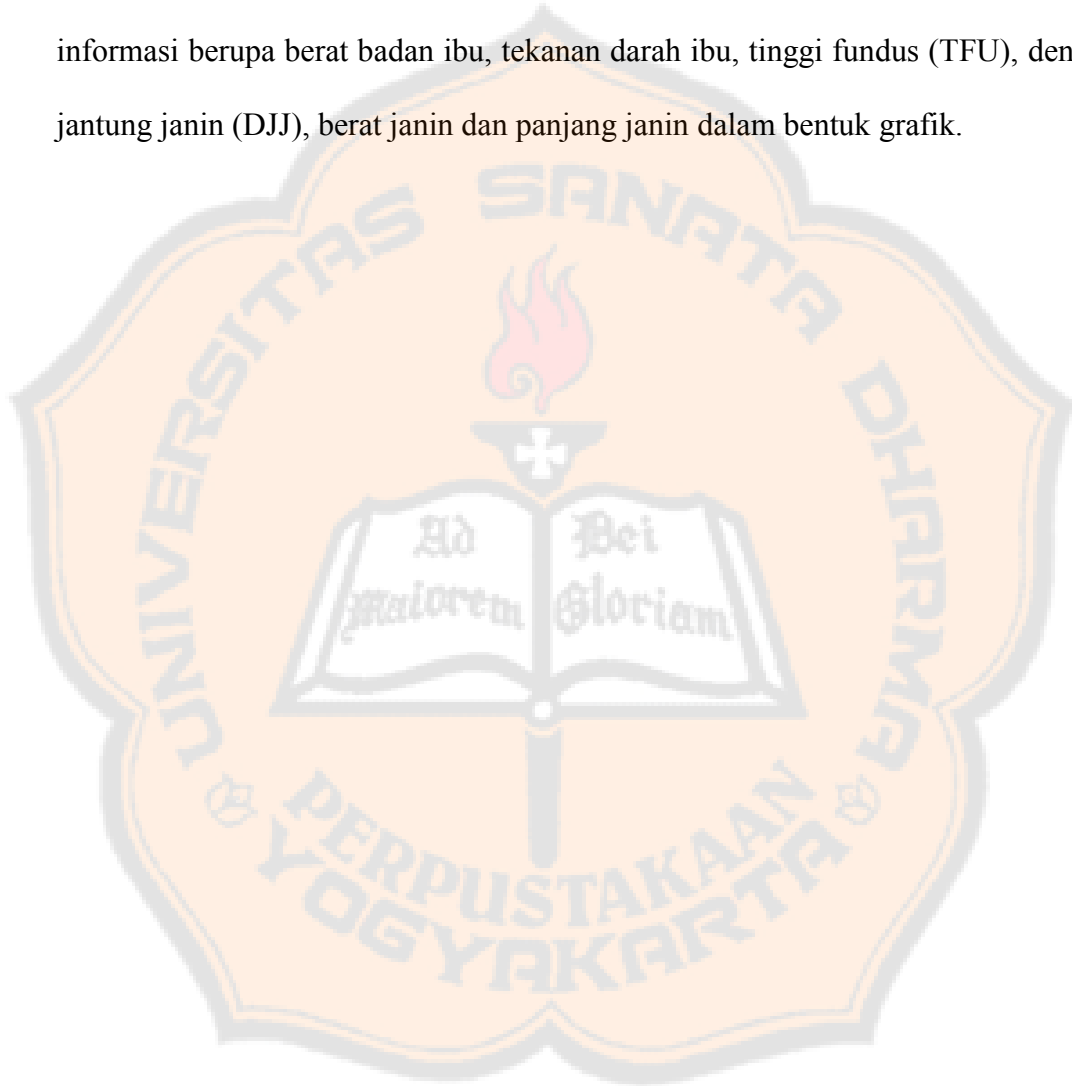 informasi berupa berat badan ibu, tekanan darah ibu, tinggi fundus (TFU), den
jantung janin (DJJ), berat janin dan panjang janin dalam bentuk grafik.
UNIVERSITAS SANATA DHARMA
Ad Dei
maiorem Gloriam
PERPUSTAKAAN
YOGYAKARTA